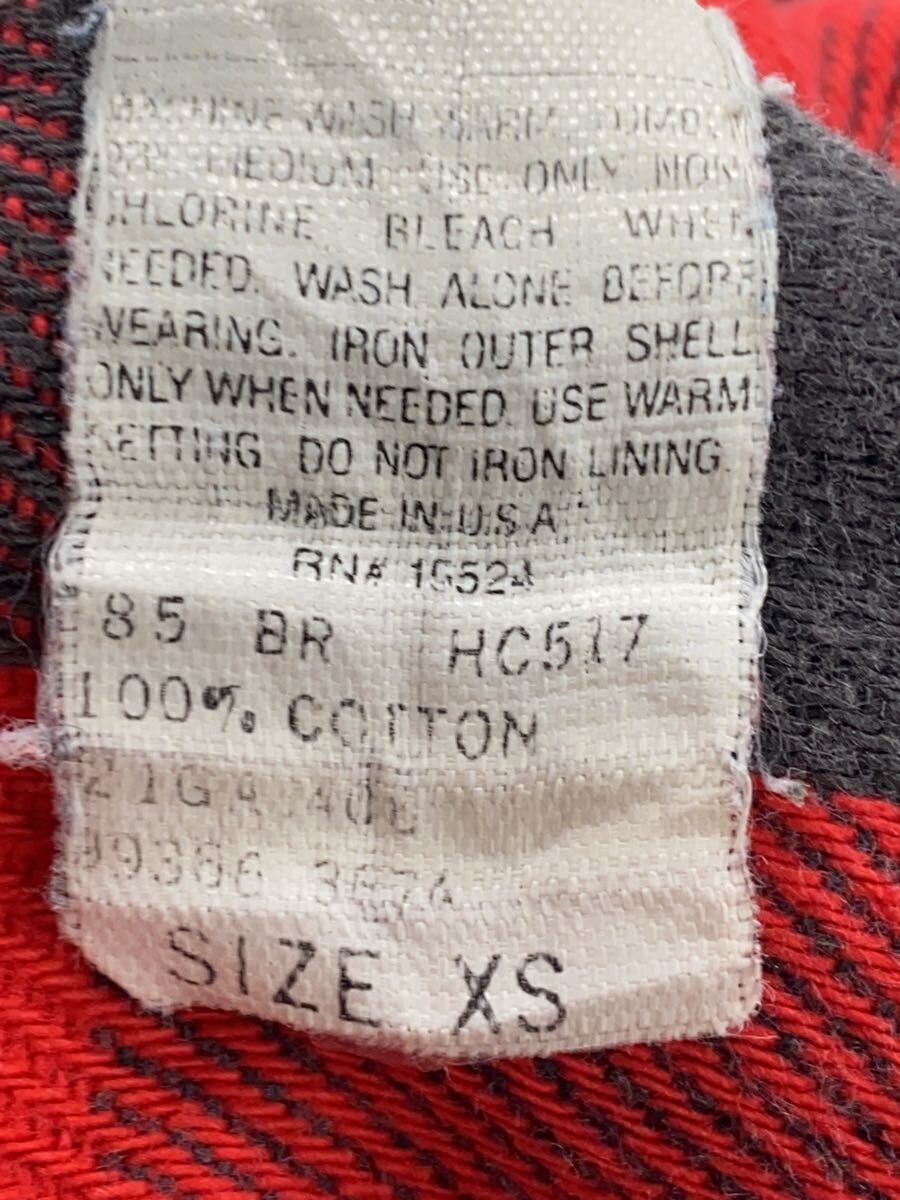 MACHINE WASH WARM. TUMBLE
DRY MEDIUM. USE ONLY NON
CHLORINE BLEACH WHEN
NEEDED. WASH ALONE BEFORE
WEARING. IRON OUTER SHELL
ONLY WHEN NEEDED. USE WARM
SETTING. DO NOT IRON LINING.
MADE IN U.S.A.
RN# 15524
85 BR HC517
100% COTTON
SIZE XS